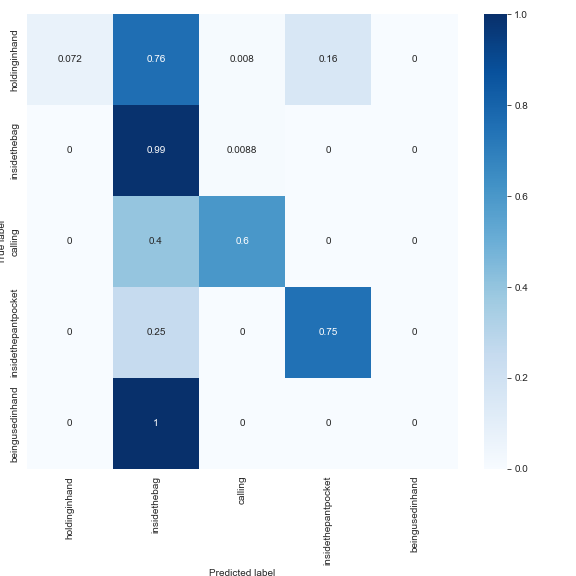 holdinginhand 0.072 0.76 0.008 0.16 0
insidethebag 0 0.99 0.0088 0 0
True label
calling 0 0.4 0.6 0 0
insidethepantpocket 0 0.25 0 0.75 0
beingusedinhand 0 1 0 0 0
holdinginhand insidethebag calling insidethepantpocket beingusedinhand
Predicted label
1.0
0.8
0.6
0.4
0.2
0.0